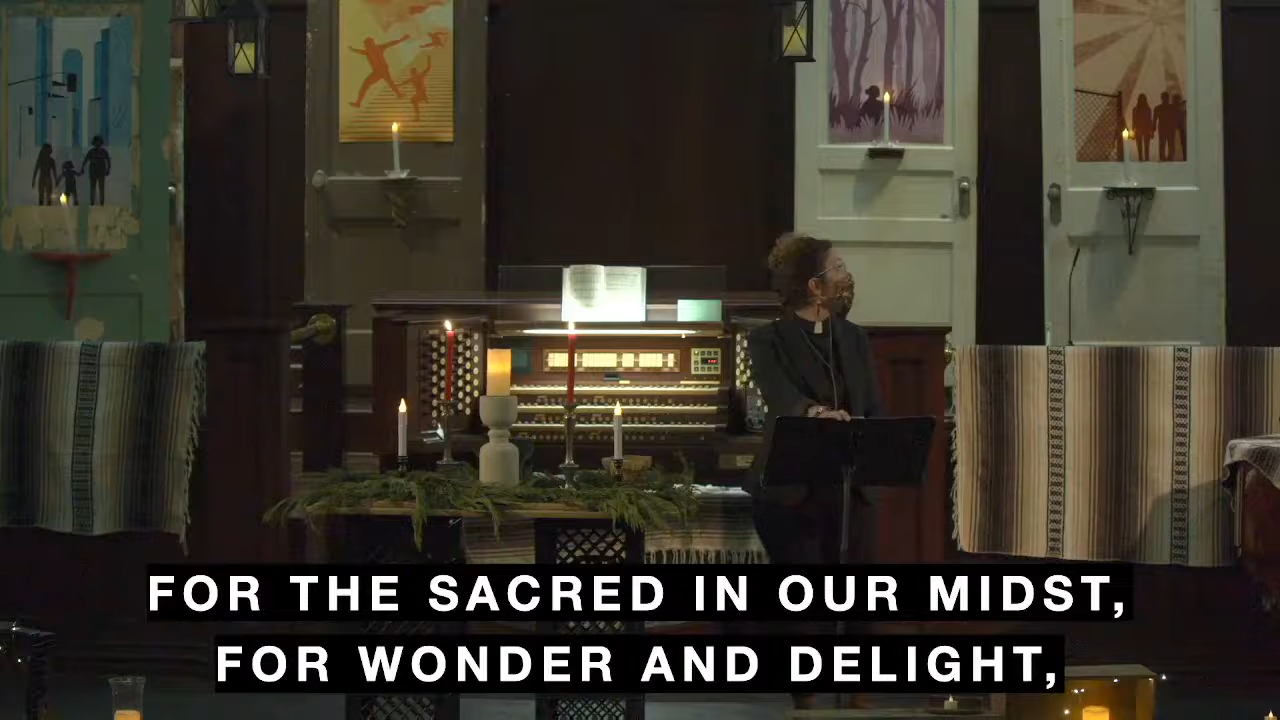 FOR THE SACRED IN OUR MIDST,
FOR WONDER AND DELIGHT,